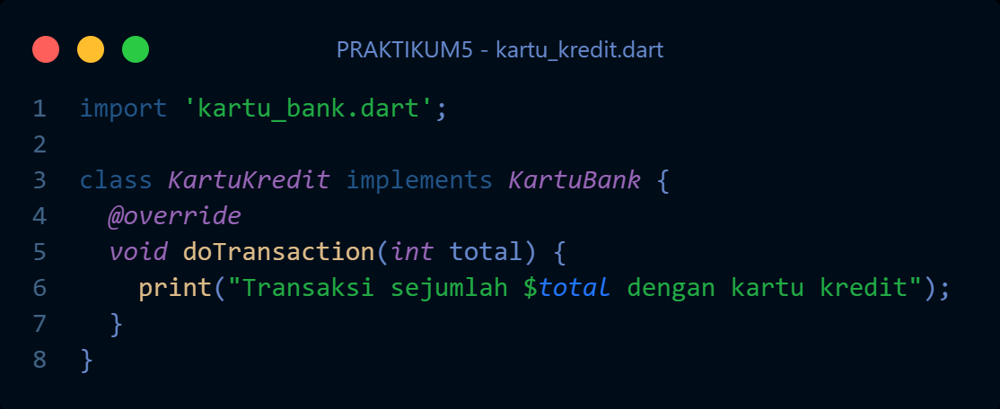 PRAKTIKUM5 - kartu_kredit.dart
1 import 'kartu_bank.dart';
2
3 class KartuKredit implements KartuBank {
4   @override
5   void doTransaction(int total) {
6     print("Transaksi sejumlah $total dengan kartu kredit");
7   }
8 }